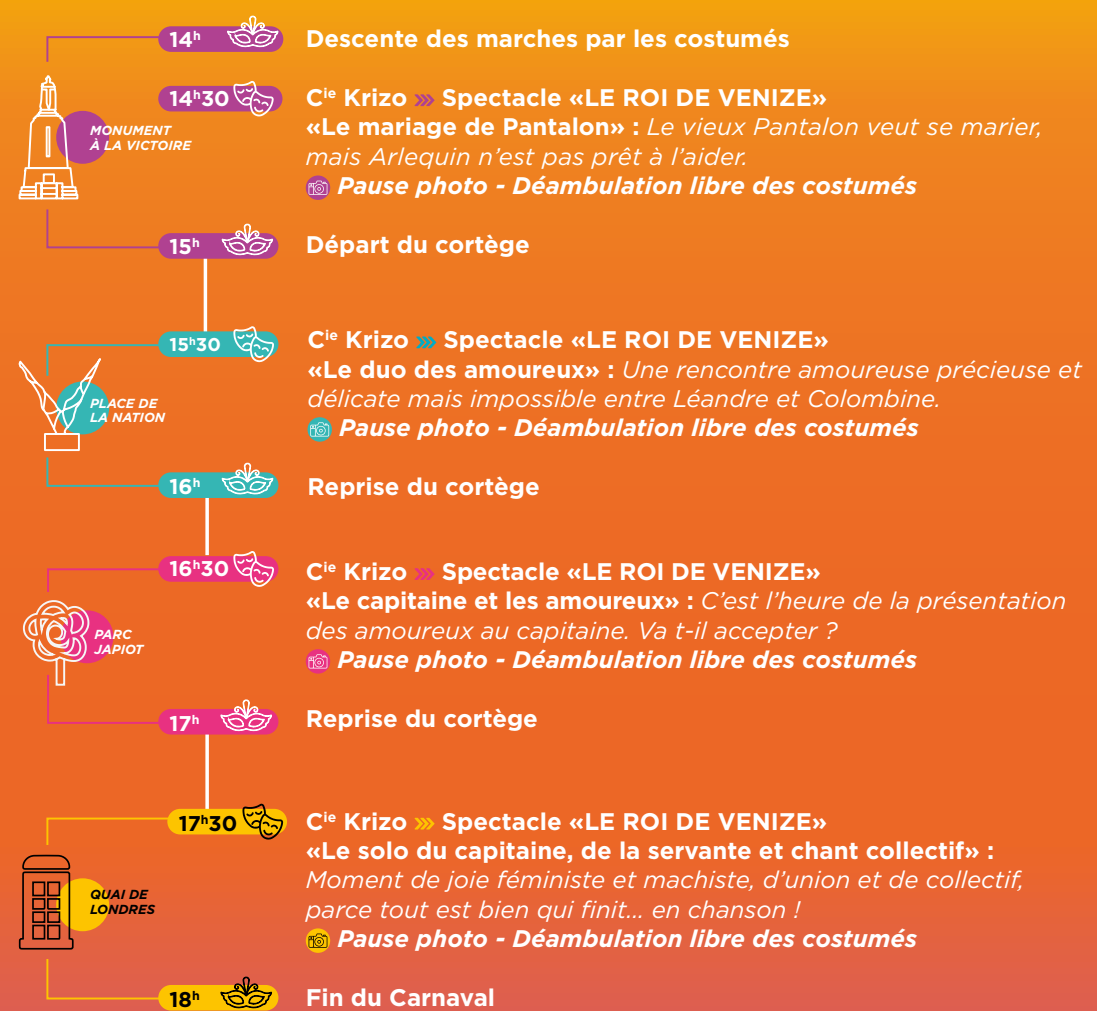 14h Descente des marches par les costumés
14h30 Cie Krizo »» Spectacle «LE ROI DE VENIZE»
MONUMENT
À LA VICTOIRE
«Le mariage de Pantalon» : Le vieux Pantalon veut se marier,
mais Arlequin n'est pas prêt à l'aider.
Pause photo - Déambulation libre des costumés
15h Départ du cortège
15h30 Cie Krizo »» Spectacle «LE ROI DE VENIZE»
PLACE DE
LA NATION
«Le duo des amoureux» : Une rencontre amoureuse précieuse et
délicate mais impossible entre Léandre et Colombine.
Pause photo - Déambulation libre des costumés
16h Reprise du cortège
16h30 Cie Krizo »» Spectacle «LE ROI DE VENIZE»
PARC
JAPIOT
«Le capitaine et les amoureux» : C'est l'heure de la présentation
des amoureux au capitaine. Va t-il accepter ?
Pause photo - Déambulation libre des costumés
17h Reprise du cortège
17h30 Cie Krizo »» Spectacle «LE ROI DE VENIZE»
QUAI DE
LONDRES
«Le solo du capitaine, de la servante et chant collectif» :
Moment de joie féministe et machiste, d'union et de collectif,
parce tout est bien qui finit... en chanson !
Pause photo - Déambulation libre des costumés
18h Fin du Carnaval